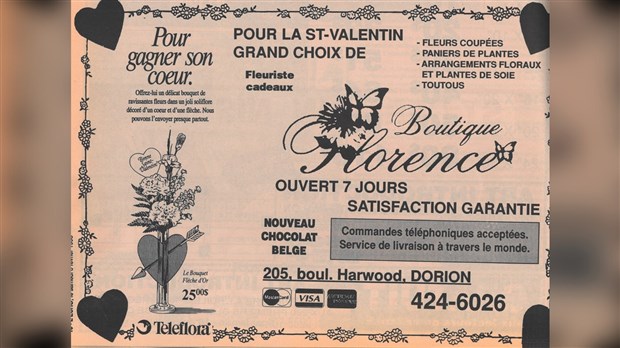 Pour
gagner son
coeur.
Offrez-lui un délicat bouquet de
ravissantes fleurs dans un joli soliflore
décoré d'un coeur et d'une flèche. Nous
pouvons l'envoyer presque partout.
Le Bouquet
Flèche d'Or
25.00$
Teleflora
POUR LA ST-VALENTIN
GRAND CHOIX DE
Fleuriste
cadeaux
- FLEURS COUPÉES
- PANIERS DE PLANTES
- ARRANGEMENTS FLORAUX
ET PLANTES DE SOIE
- TOUTOUS
Boutique
Florence
OUVERT 7 JOURS
SATISFACTION GARANTIE
NOUVEAU
CHOCOLAT
BELGE
Commandes téléphoniques acceptées.
Service de livraison à travers le monde.
205, boul. Harwood, DORION
MasterCard
VISA
424-6026